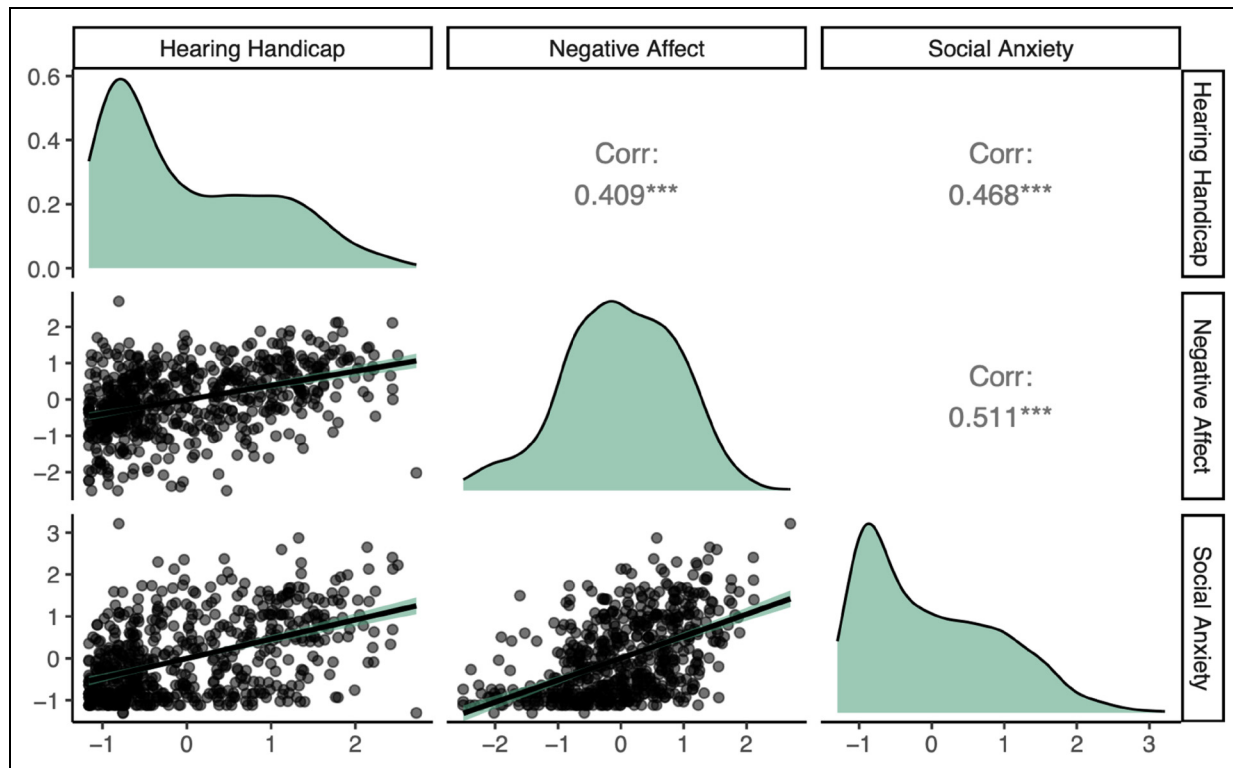 Hearing Handicap
Negative Affect
Social Anxiety
0.6
0.4
0.2
0.0
Corr:
0.409***
Corr:
0.468***
Hearing Handicap
2
1
0
−1
−2
Corr:
0.511***
Negative Affect
3
2
1
0
−1
Social Anxiety
−1 0 1 2
−2 −1 0 1 2
−1 0 1 2 3